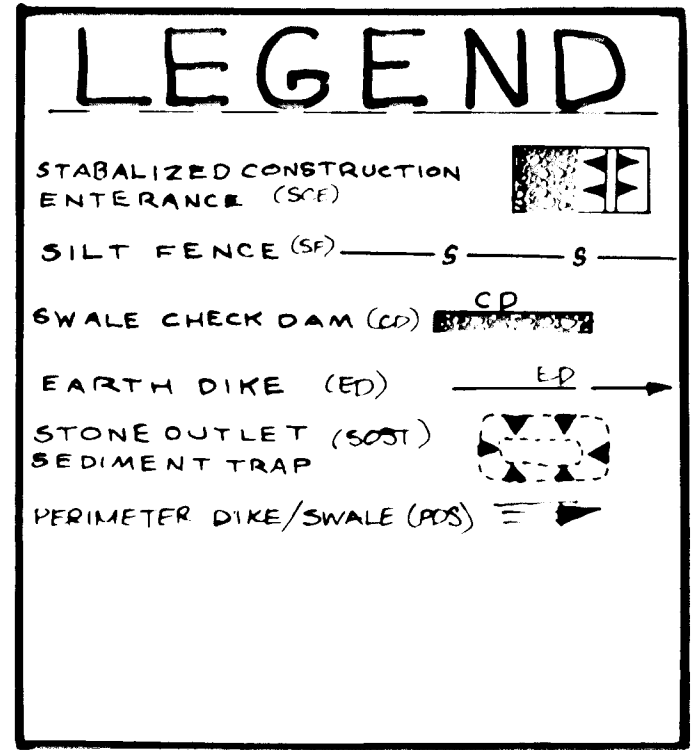 LEGEND
STABALIZED CONSTRUCTION
ENTERANCE (SCE)
SILT FENCE (SF) S S
CD
SWALE CHECK DAM (CD)
EARTH DIKE (ED) ED
STONE OUTLET (SOST)
SEDIMENT TRAP
PERIMETER DIKE/SWALE (PDS)